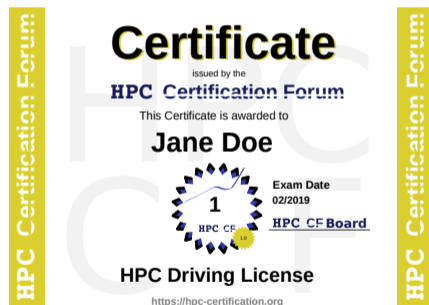 HPC Certification Forum
Certificate
issued by the
HPC Certification Forum
This Certificate is awarded to
Jane Doe
1
HPC CF
1.0
Exam Date
02/2019
HPC CF Board
HPC Driving License
https://hpc-certification.org
HPC Certification Forum
HPC
CF